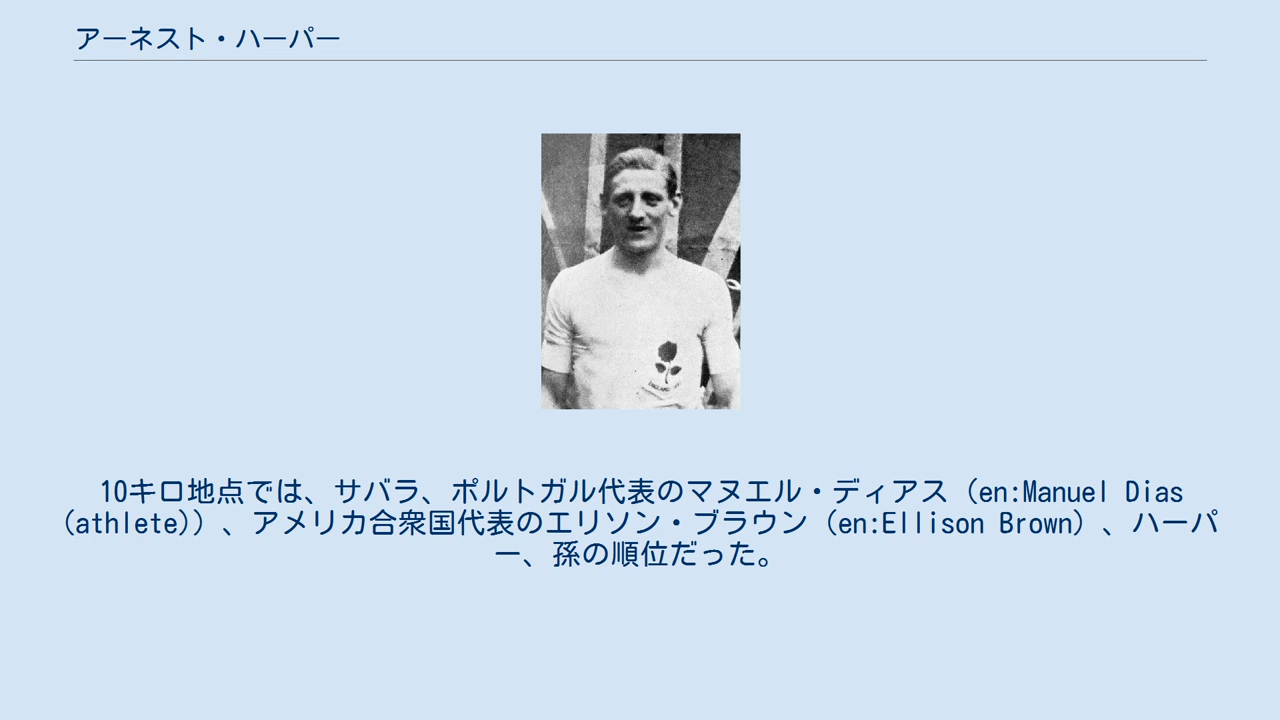 アーネスト・ハーパー
10キロ地点では、サバラ、ポルトガル代表のマヌエル・ディアス（en:Manuel Dias
(athlete)）、アメリカ合衆国代表のエリソン・ブラウン（en:Ellison Brown）、ハーパ
ー、孫の順位だった。